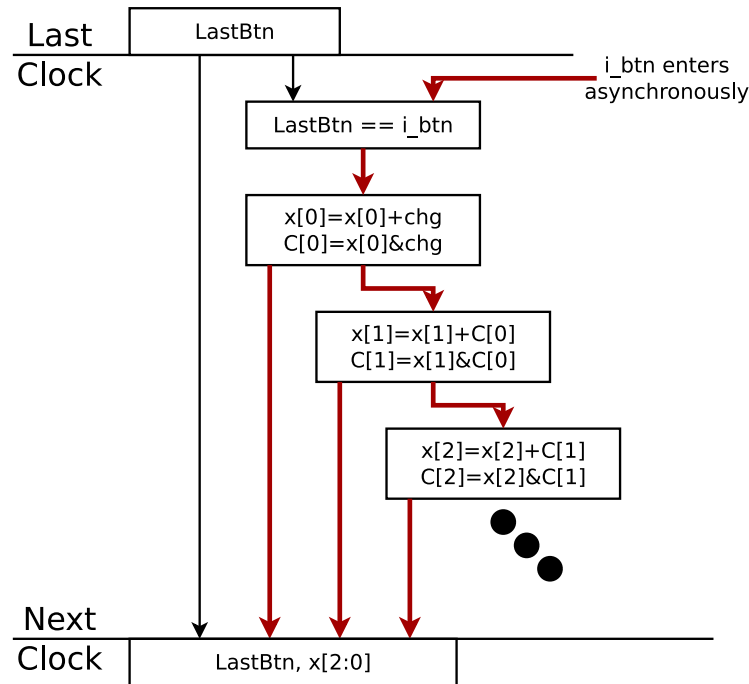 Last
LastBtn
Clock
i_btn enters
asynchronously
LastBtn == i_btn
x[0]=x[0]+chg
C[0]=x[0]&chg
x[1]=x[1]+C[0]
C[1]=x[1]&C[0]
x[2]=x[2]+C[1]
C[2]=x[2]&C[1]
Next
Clock
LastBtn, x[2:0]